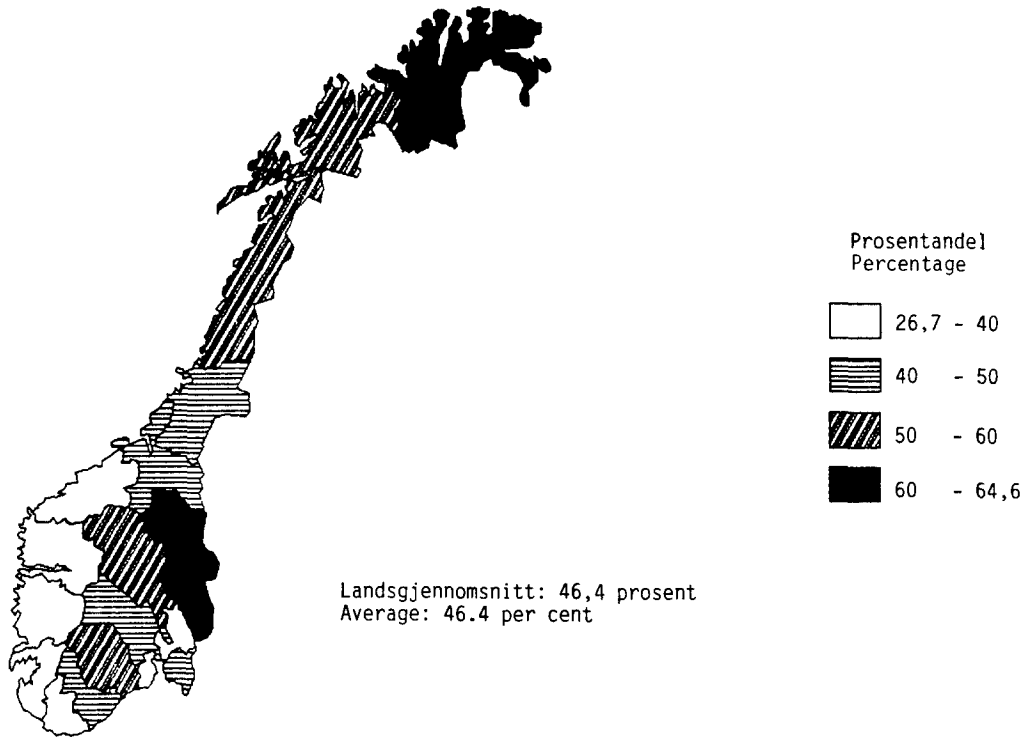 Prosentandel
Percentage
26,7 - 40
40 - 50
50 - 60
60 - 64,6
Landsgjennomsnitt: 46,4 prosent
Average: 46.4 per cent